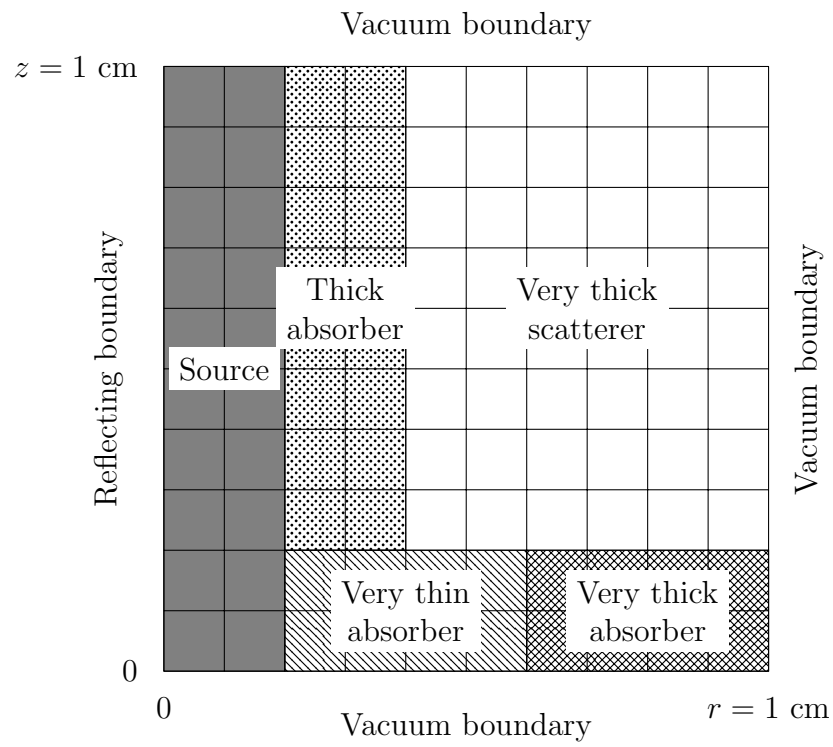 Vacuum boundary
z = 1 cm
Reflecting boundary
Source
Thick
absorber
Very thick
scatterer
Vacuum boundary
Very thin
absorber
Very thick
absorber
0
0
r = 1 cm
Vacuum boundary